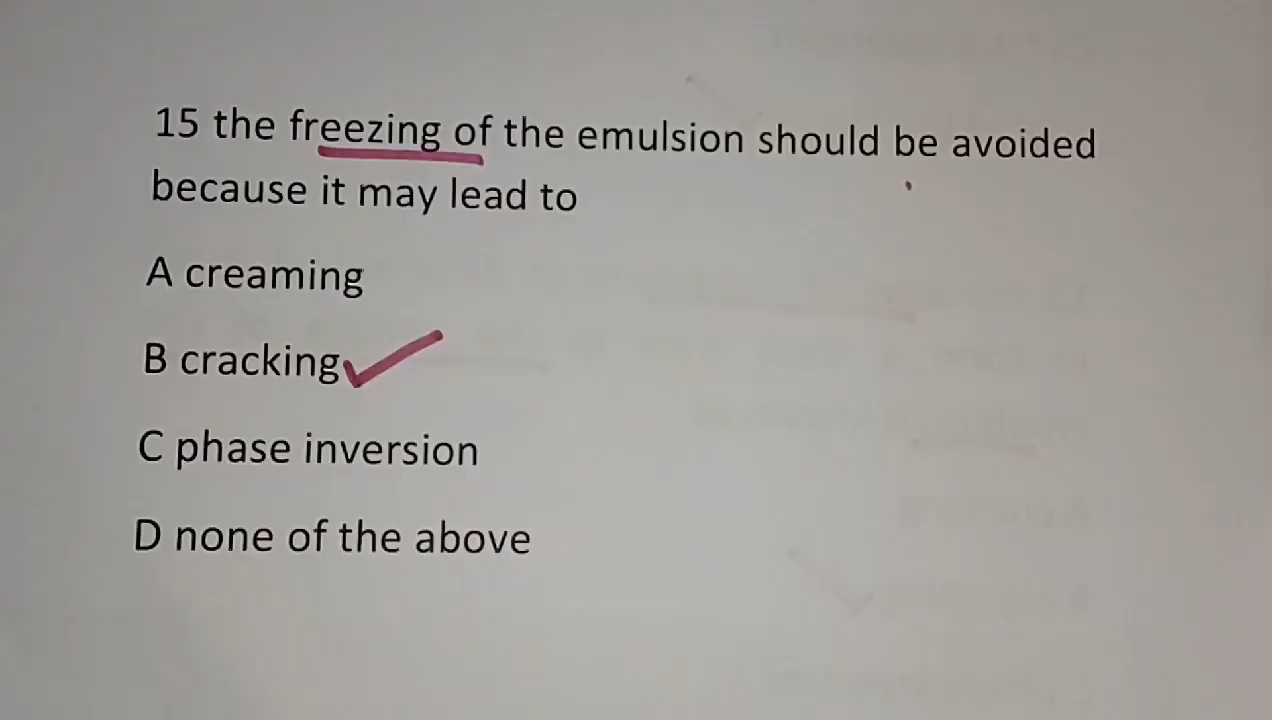 15 the freezing of the emulsion should be avoided
because it may lead to
A creaming
B cracking
C phase inversion
D none of the above